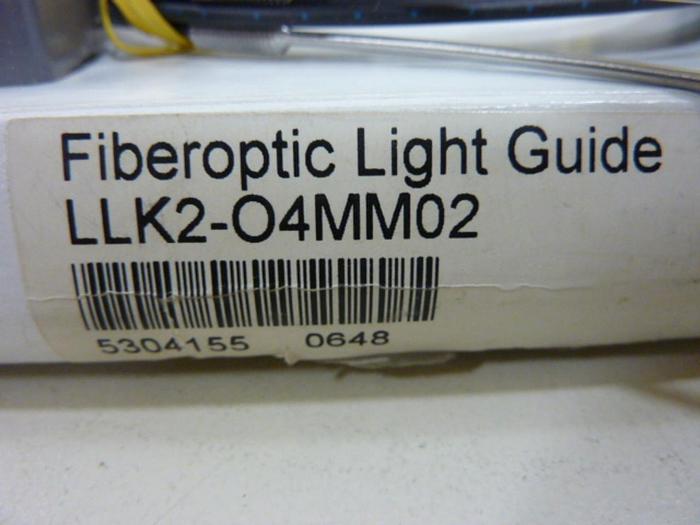 Fiberoptic Light Guide
LLK2-O4MM02
5304155 0648